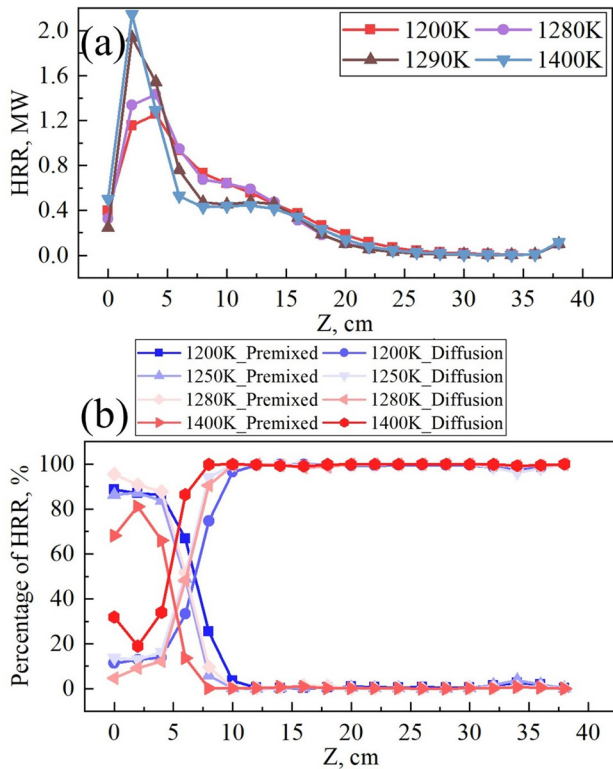 (a)
1200K 1280K
1290K 1400K
2.0
1.6
1.2
0.8
0.4
0.0
HRR, MW
0 5 10 15 20 25 30 35 40
Z, cm
1200K_Premixed 1200K_Diffusion
1250K_Premixed 1250K_Diffusion
1280K_Premixed 1280K_Diffusion
1400K_Premixed 1400K_Diffusion
(b)
100
80
60
40
20
0
Percentage of HRR, %
0 5 10 15 20 25 30 35 40
Z, cm